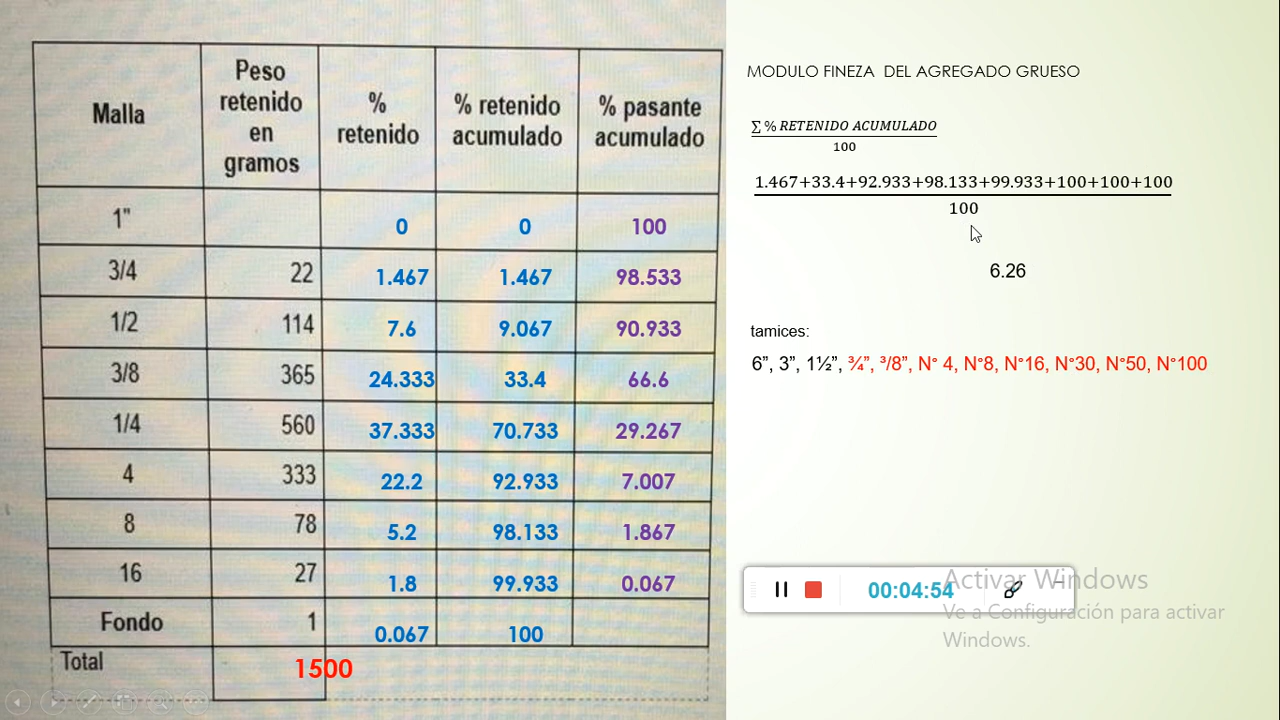 Malla
Peso retenido en gramos
% retenido
% retenido acumulado
% pasante acumulado
1" 0 0 100
3/4 22 1.467 1.467 98.533
1/2 114 7.6 9.067 90.933
3/8 365 24.333 33.4 66.6
1/4 560 37.333 70.733 29.267
4 333 22.2 92.933 7.007
8 78 5.2 98.133 1.867
16 27 1.8 99.933 0.067
Fondo 1 0.067 100
Total 1500
MODULO FINEZA DEL AGREGADO GRUESO
∑ % RETENIDO ACUMULADO
100
1.467+33.4+92.933+98.133+99.933+100+100+100
100
6.26
tamices:
6”, 3”, 1½”, ¾”, ³/8”, N° 4, N°8, N°16, N°30, N°50, N°100
00:04:54
Activar Windows
Ve a Configuración para activar
Windows.